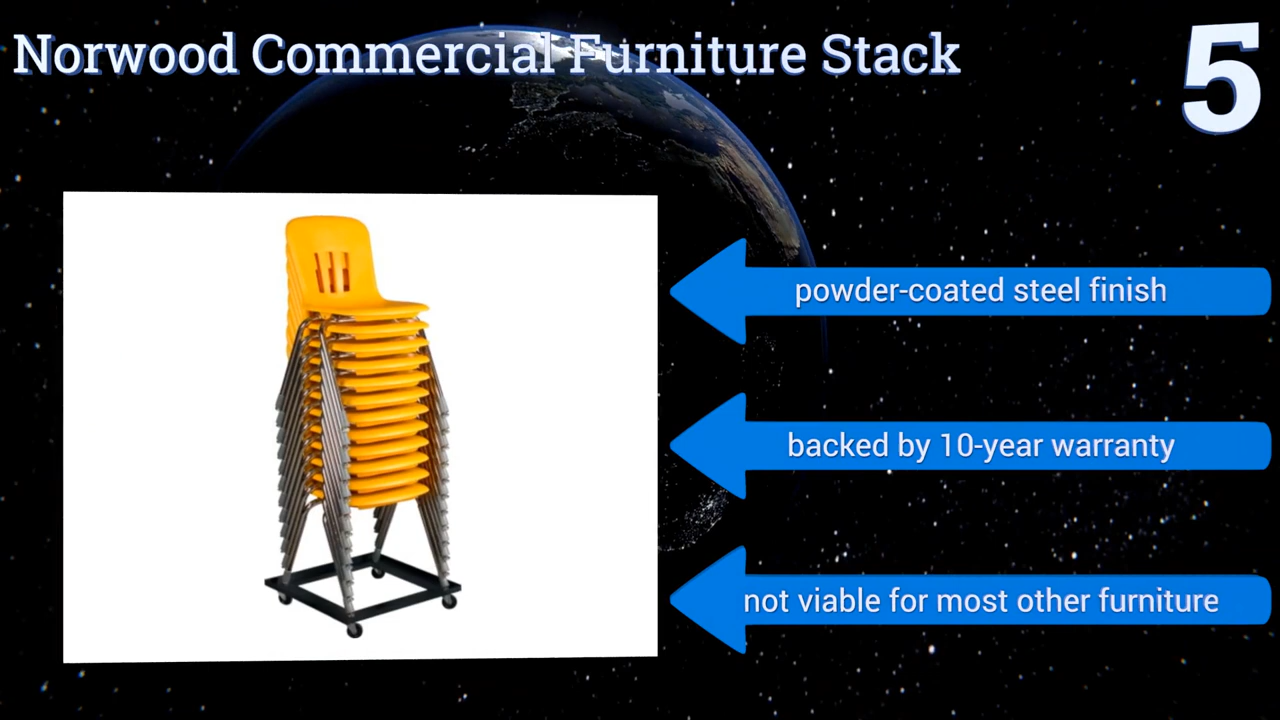 Norwood Commercial Furniture Stack
5
powder-coated steel finish
backed by 10-year warranty
not viable for most other furniture